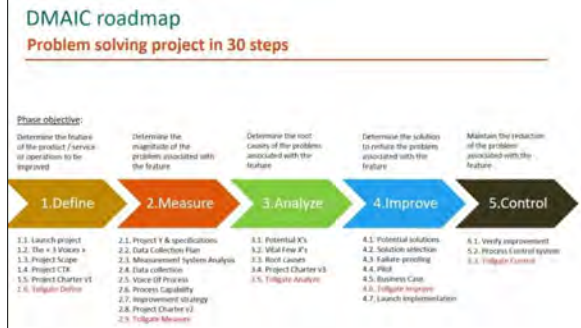 DMAIC roadmap
Problem solving project in 30 steps
Phase objective:
Determine the feature
of the product / service
or operations to be
improved
Determine the
magnitude of the
problem associated with
the feature
Determine the root
causes of the problem
associated with the
feature
Determine the solution
to reduce the problem
associated with the
feature
Maintain the reduction
of the problem
associated with the
feature
1.Define
2.Measure
3.Analyze
4.Improve
5.Control
1.1. Launch project
1.2. The « 3 Voices »
1.3. Project Scope
1.4. Project CTX
1.5. Project Charter V1
1.6. Tollgate Define
2.1. Project Y & specifications
2.2. Data Collection Plan
2.3. Measurement System Analysis
2.4. Data collection
2.5. Voice Of Process
2.6. Process Capability
2.7. Improvement strategy
2.8. Project Charter v2
2.9. Tollgate Measure
3.1. Potential X's
3.2. Vital Few X's
3.3. Root causes
3.4. Project Charter v3
3.5. Tollgate Analyze
4.1. Potential solutions
4.2. Solution selection
4.3. Failure-proofing
4.4. Pilot
4.5. Business Case
4.6. Tollgate Improve
4.7. Launch Implementation
5.1. Verify improvement
5.2. Process Control system
5.3. Tollgate Control